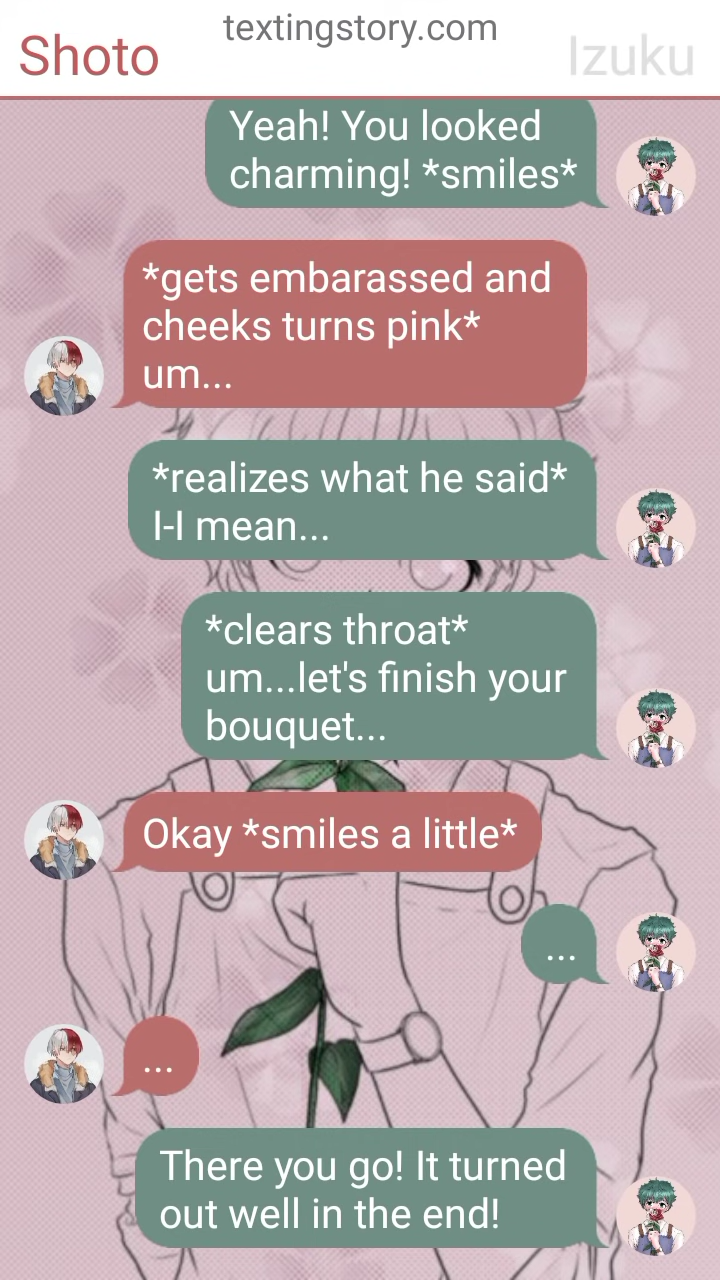 textingstory.com
Shoto
Izuku
Yeah! You looked
charming! *smiles*
*gets embarassed and
cheeks turns pink*
um...
*realizes what he said*
I-I mean...
*clears throat*
um...let's finish your
bouquet...
Okay *smiles a little*
...
...
There you go! It turned
out well in the end!